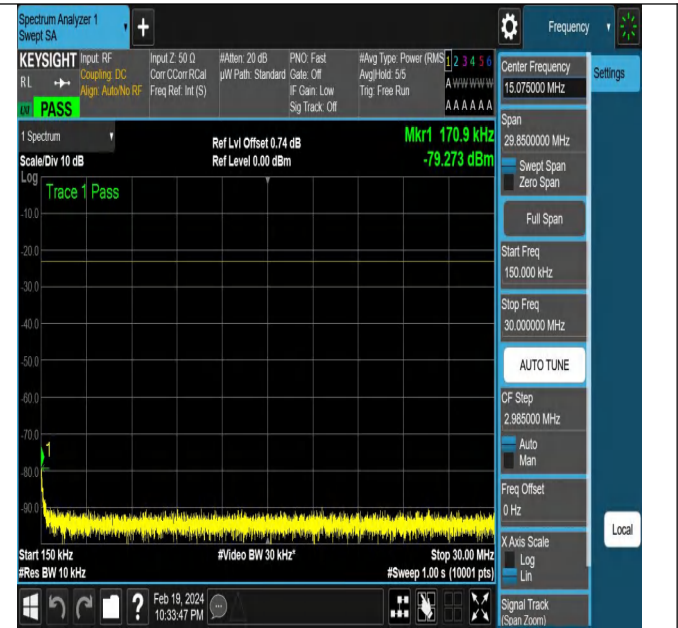 Spectrum Analyzer 1
Swept SA
+
Frequency
KEYSIGHT Input: RF Input Z: 50 Ω #Atten: 20 dB PNO: Fast #Avg Type: Power (RMS 1 2 3 4 5 6
RL Coupling: DC Corr CCorr RCal µW Path: Standard Gate: Off Avg|Hold: 5/5 A W W W W W
Align: Auto/No RF Freq Ref: Int (S) IF Gain: Low Trig: Free Run
PASS Sig Track: Off A A A A A A
1 Spectrum
Scale/Div 10 dB
Ref Lvl Offset 0.74 dB
Ref Level 0.00 dBm
Mkr1 170.9 kHz
-79.273 dBm
Log
Trace 1 Pass
-10.0
-20.0
-30.0
-40.0
-50.0
-60.0
-70.0
1
-80.0
-90.0
Start 150 kHz #Video BW 30 kHz* Stop 30.00 MHz
#Res BW 10 kHz #Sweep 1.00 s (10001 pts)
? Feb 19, 2024
10:33:47 PM
Center Frequency
15.075000 MHz
Settings
Span
29.8500000 MHz
Swept Span
Zero Span
Full Span
Start Freq
150.000 kHz
Stop Freq
30.000000 MHz
AUTO TUNE
CF Step
2.985000 MHz
Auto
Man
Freq Offset
0 Hz
Local
X Axis Scale
Log
Lin
Signal Track
(Span Zoom)